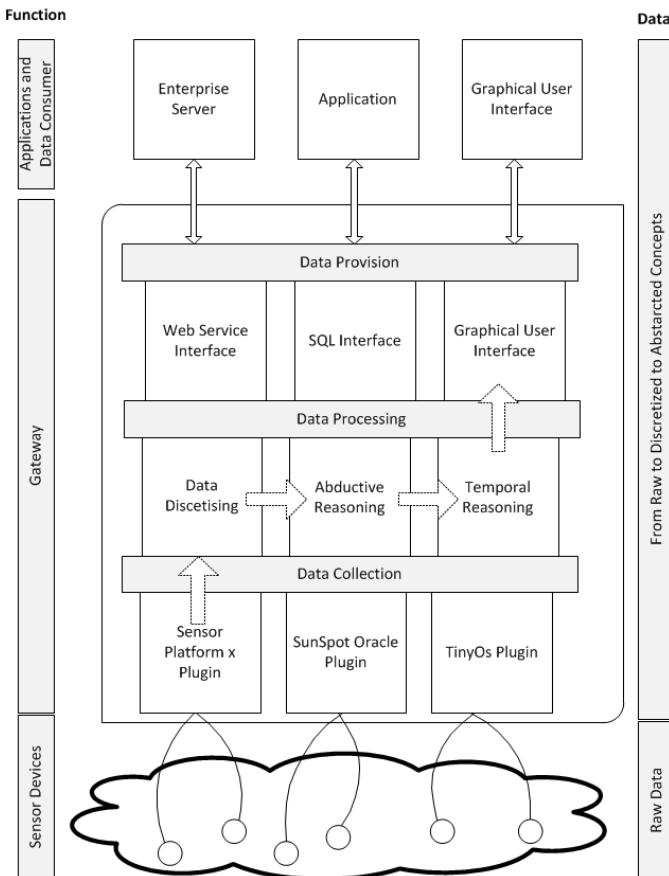 Function
Data
Applications and
Data Consumer
Enterprise
Server
Application
Graphical User
Interface
Data Provision
Web Service
Interface
SQL Interface
Graphical User
Interface
Data Processing
Data
Discetising
Abductive
Reasoning
Temporal
Reasoning
Data Collection
Sensor
Platform x
Plugin
SunSpot Oracle
Plugin
TinyOs Plugin
Gateway
Sensor Devices
From Raw to Discretized to Abstarcted Concepts
Raw Data